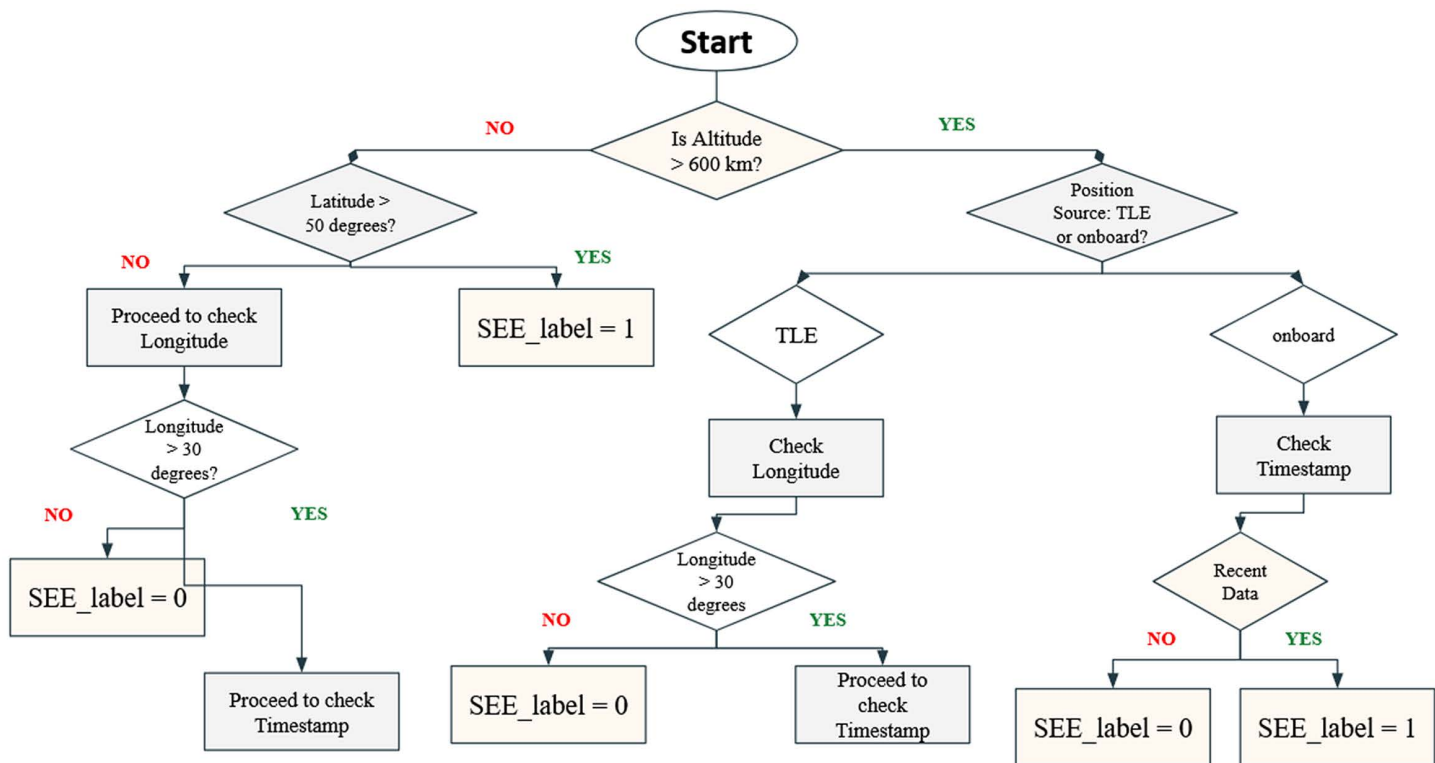 Start
NO
YES
Is Altitude
> 600 km?
Latitude >
50 degrees?
Position
Source: TLE
or onboard?
NO
YES
Proceed to check
Longitude
SEE_label = 1
TLE
onboard
Longitude
> 30
degrees?
Check
Longitude
Check
Timestamp
NO
YES
SEE_label = 0
Longitude
> 30
degrees
Recent
Data
NO
YES
NO
YES
Proceed to check
Timestamp
SEE_label = 0
Proceed to
check
Timestamp
SEE_label = 0
SEE_label = 1